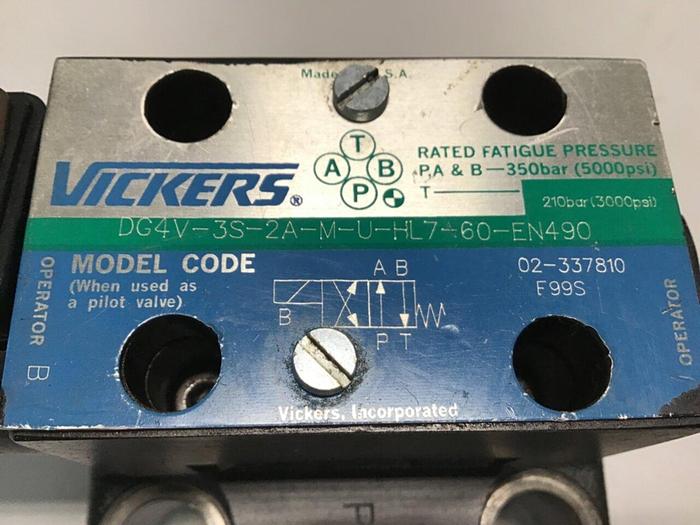 Made
S.A.
T
A B
P
VICKERS®
RATED FATIGUE PRESSURE
P,A & B—350bar (5000psi)
T
210bar(3000psi)
DG4V-3S-2A-M-U-HL7-60-EN490
MODEL CODE
(When used as
a pilot valve)
02-337810
F99S
A B
B
P T
OPERATOR B
OPERATOR
Vickers, Incorporated
P